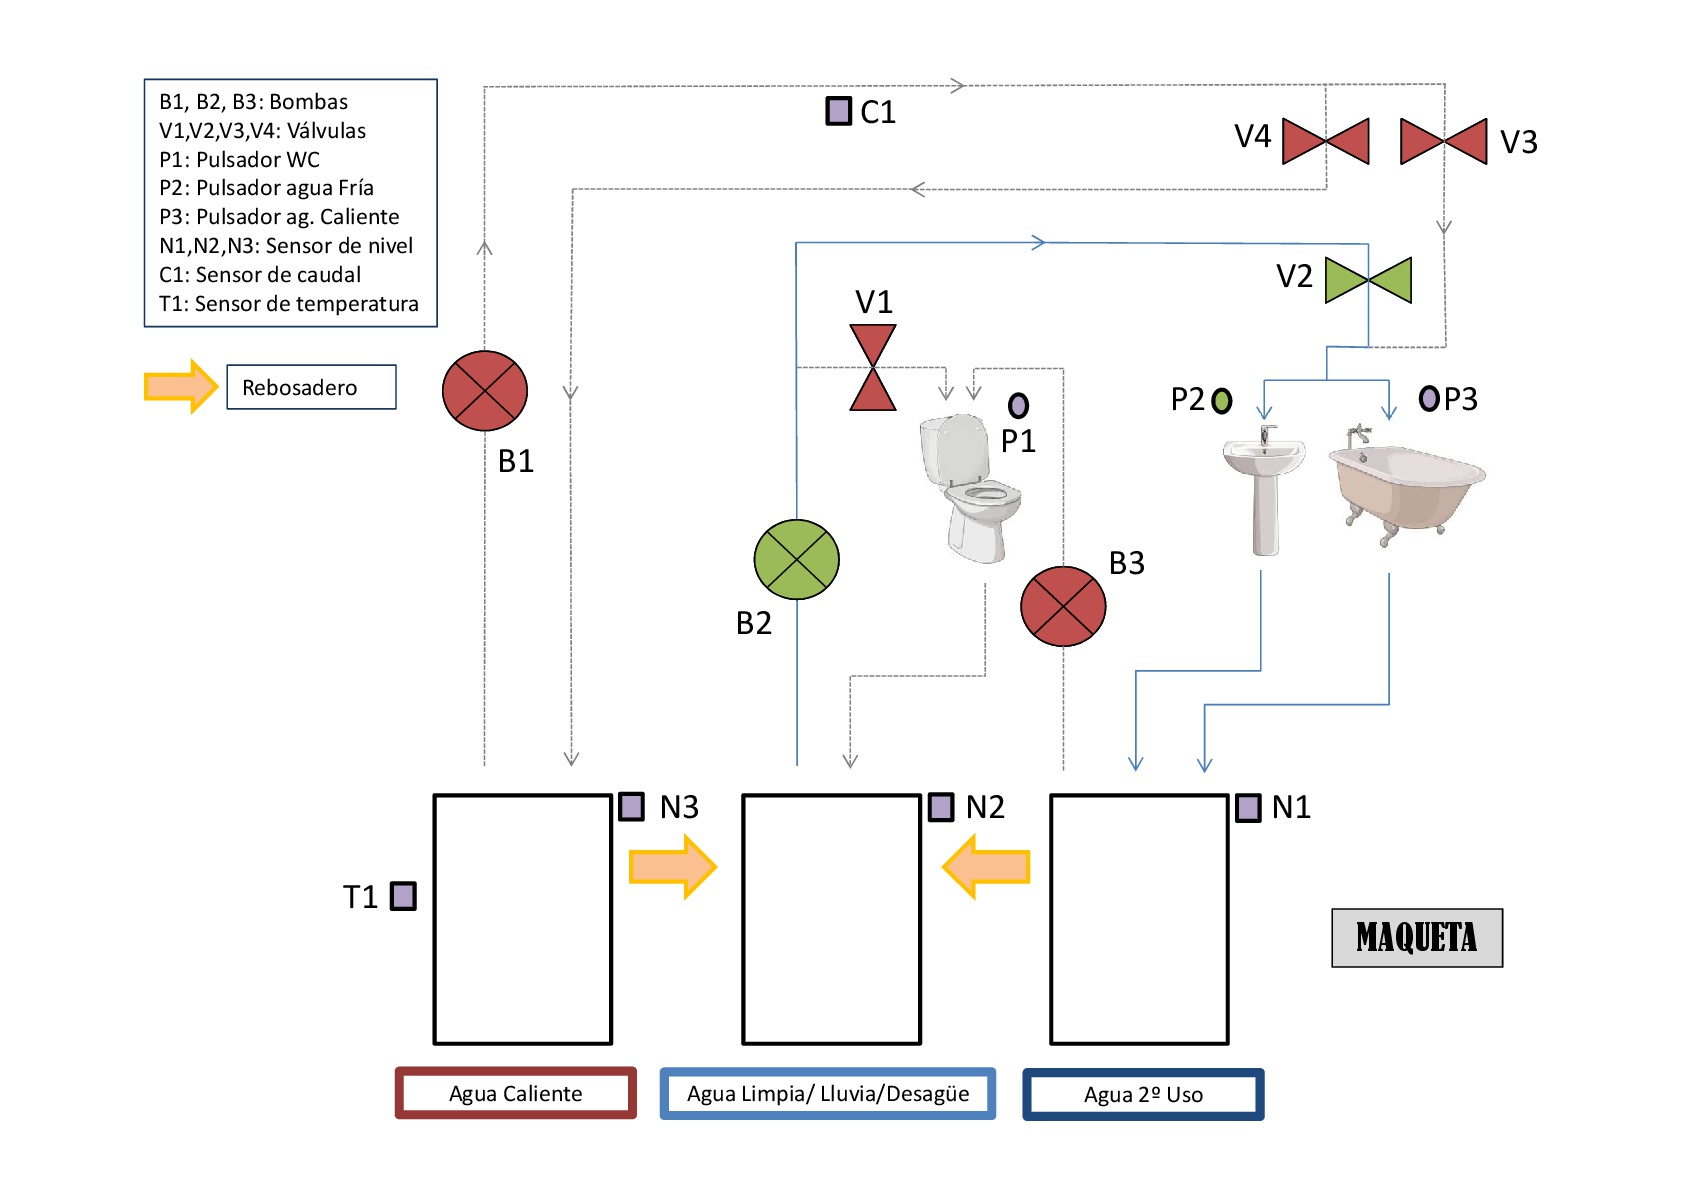 B1, B2, B3: Bombas
V1,V2,V3,V4: Válvulas
P1: Pulsador WC
P2: Pulsador agua Fría
P3: Pulsador ag. Caliente
N1,N2,N3: Sensor de nivel
C1: Sensor de caudal
T1: Sensor de temperatura
Rebosadero
C1
V4
V3
V2
V1
P2
P3
P1
B1
B3
B2
N3
N2
N1
T1
MAQUETA
Agua Caliente
Agua Limpia/ Lluvia/Desagüe
Agua 2º Uso